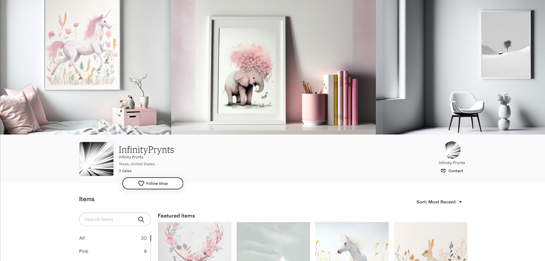 InfinityPrynts
Infinity Prynts
Texas, United States
3 Sales
Follow shop
Infinity Prynts
Contact
Items
Sort: Most Recent
Search items
Featured items
All 20
Pink 8